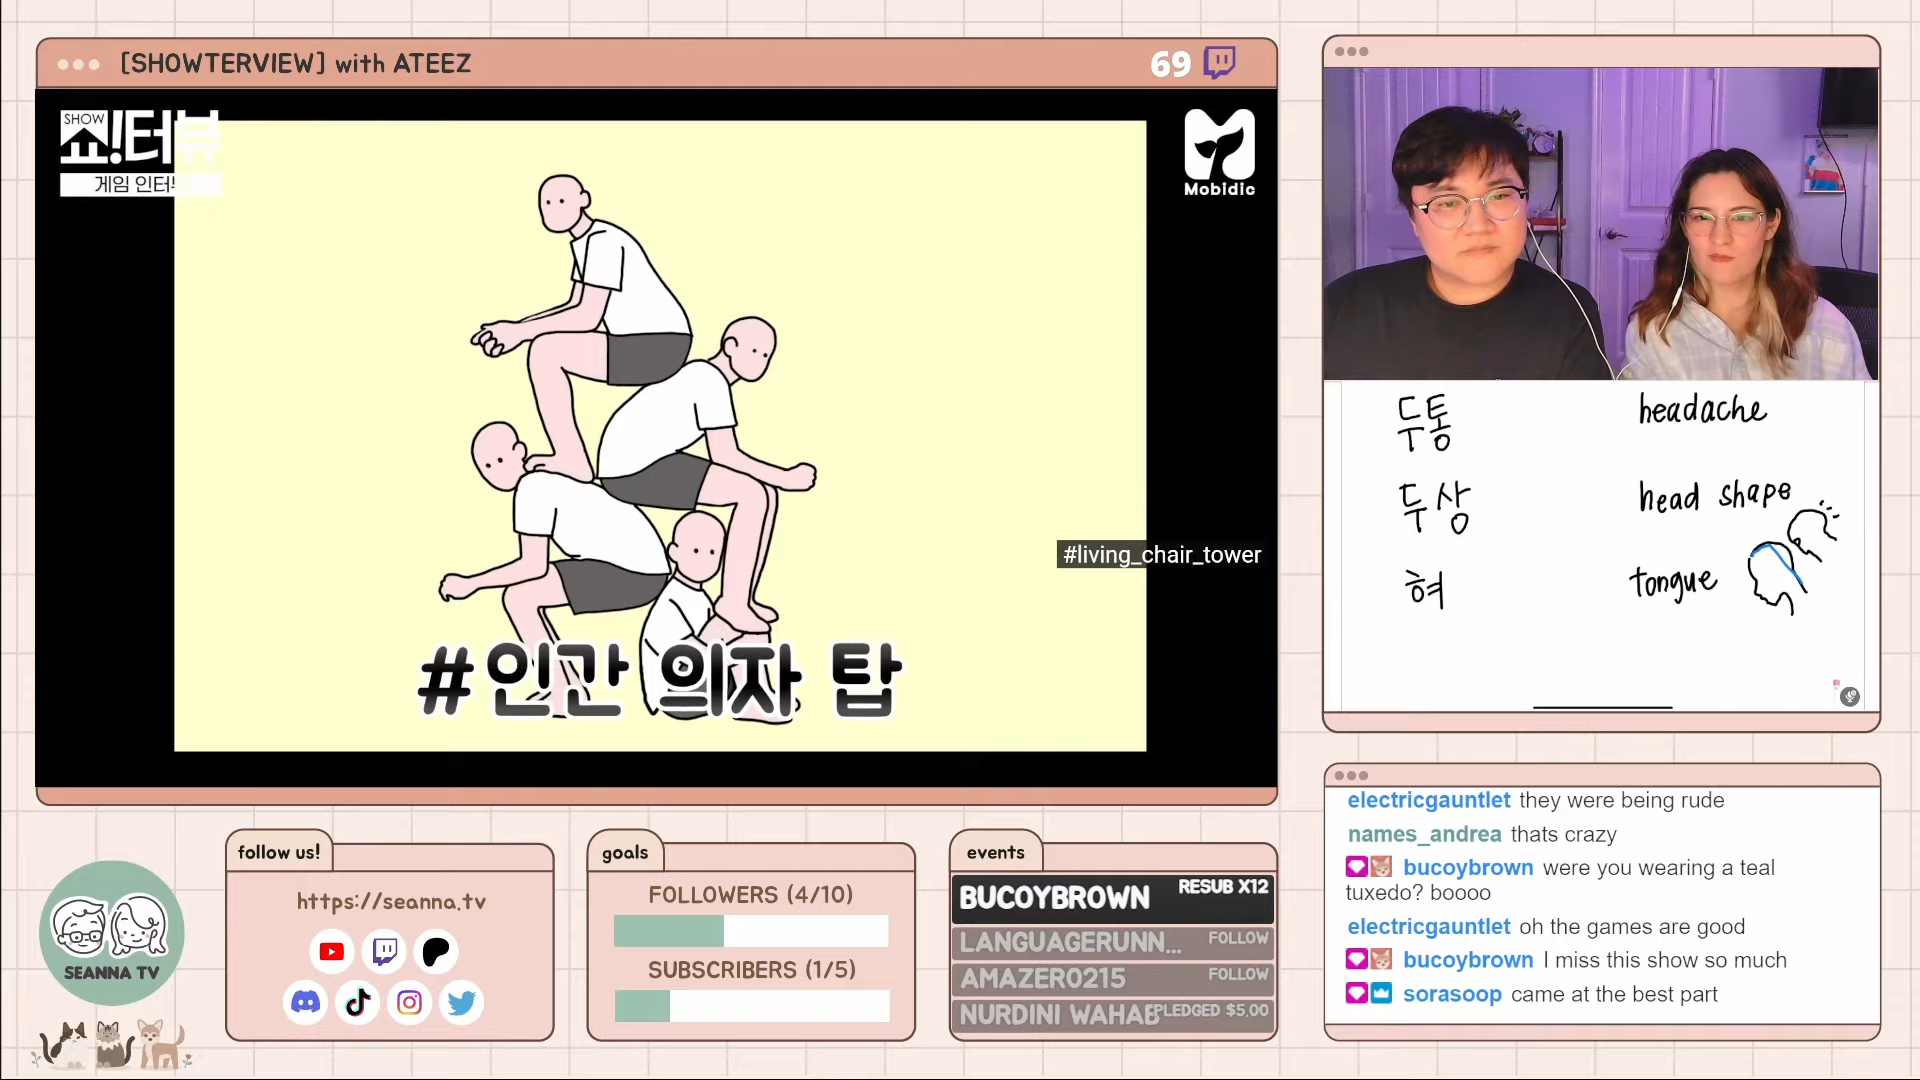 [SHOWTERVIEW] with ATEEZ
69
SHOW
쇼!터뷰
게임 인터
Mobidic
#living_chair_tower
#인간 의자 탑
두통 headache
두상 head shape
혀 tongue
follow us!
https://seanna.tv
SEANNA TV
goals
FOLLOWERS (4/10)
SUBSCRIBERS (1/5)
events
BUCOYBROWN RESUB X12
LANGUAGERUNN... FOLLOW
AMAZER0215 FOLLOW
NURDINI WAHAB PLEDGED $5.00
electricgauntlet they were being rude
names_andrea thats crazy
bucoybrown were you wearing a teal
tuxedo? boooo
electricgauntlet oh the games are good
bucoybrown I miss this show so much
sorasoop came at the best part